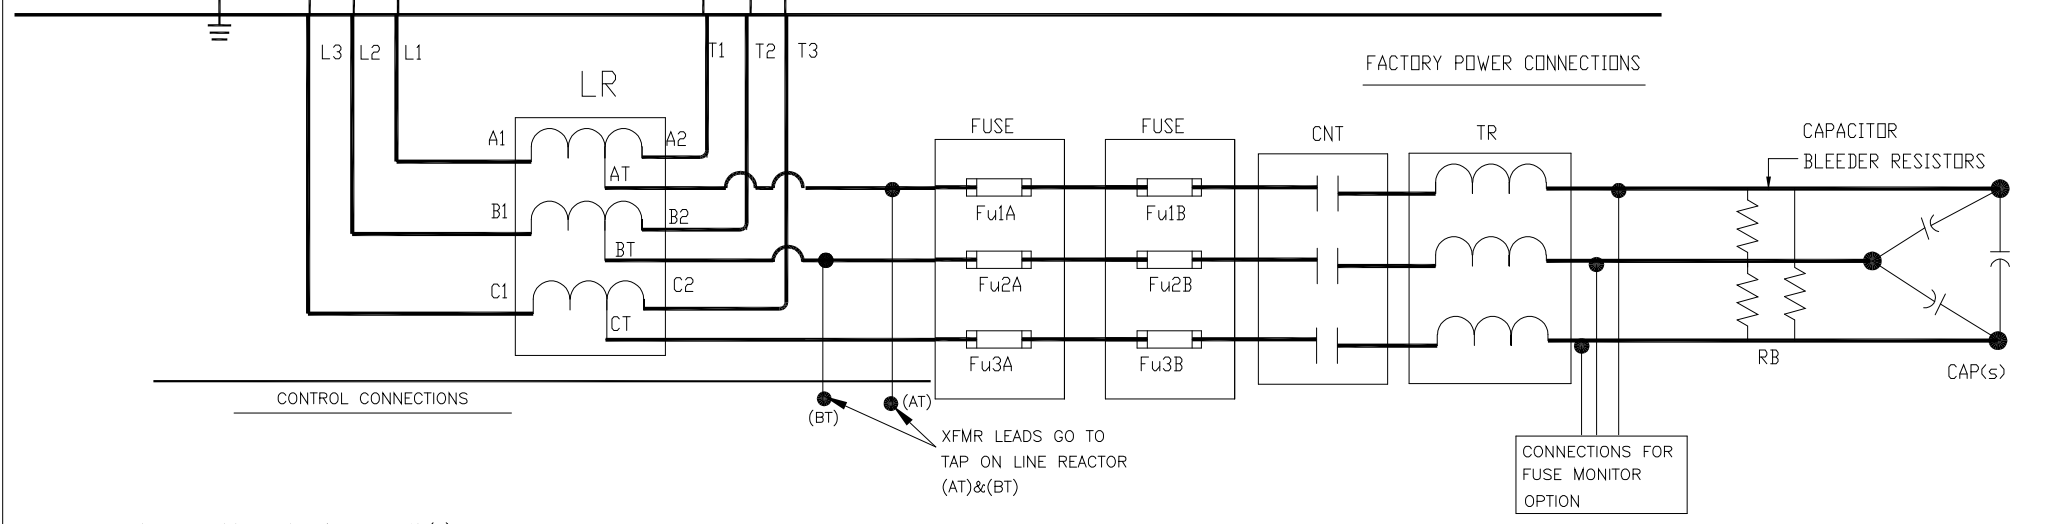 L3 L2 L1 T1 T2 T3
FACTORY POWER CONNECTIONS
LR
A1 A2
AT
B1 B2
BT
C1 C2
CT
FUSE FUSE CNT TR
CAPACITOR
BLEEDER RESISTORS
Fu1A Fu1B
Fu2A Fu2B
Fu3A Fu3B
RB
CAP(s)
CONTROL CONNECTIONS
(BT) (AT)
XFMR LEADS GO TO
TAP ON LINE REACTOR
(AT)&(BT)
CONNECTIONS FOR
FUSE MONITOR
OPTION